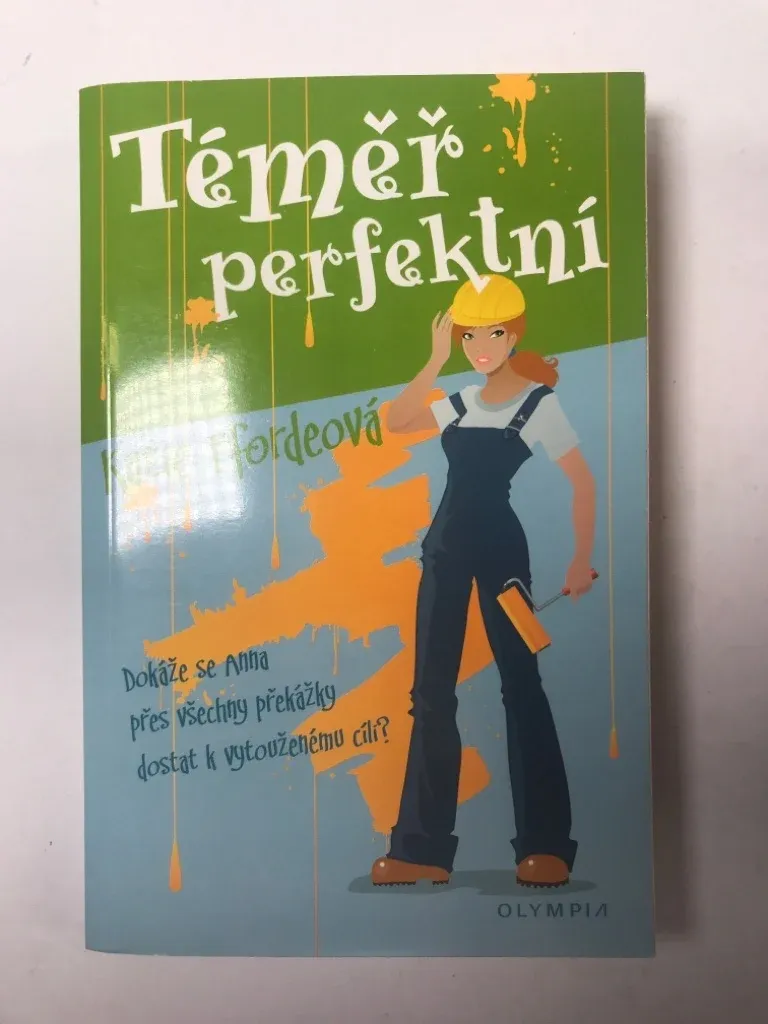 Téměř
perfektní
Ffordeová
Dokáže se Anna
přes všechny překážky
dostat k vytouženému cíli?
OLYMPIA